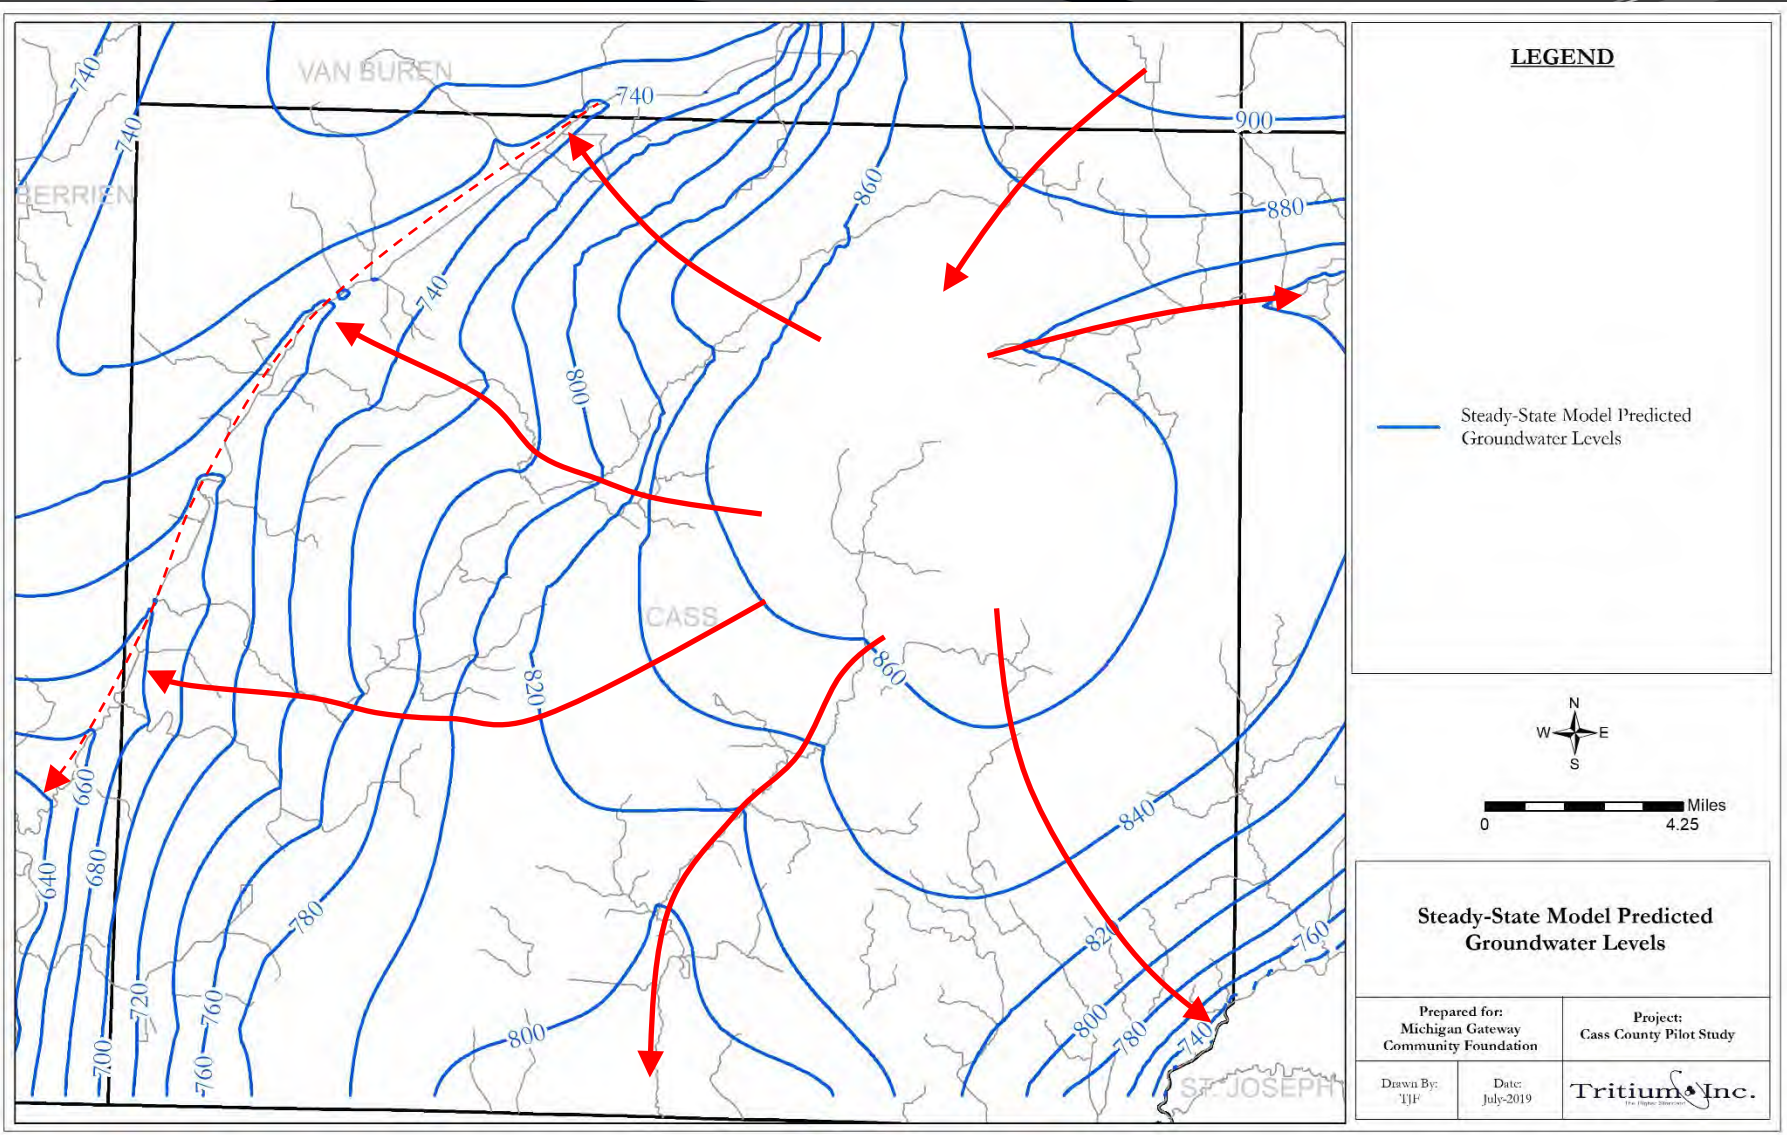 VAN BUREN
BERRIEN
CASS
ST. JOSEPH
740
740
740
900
860
880
740
800
820
860
840
660
640
680
780
720
760
760
700
800
820
800
780
740
760
LEGEND
Steady-State Model Predicted
Groundwater Levels
N
W
E
S
Miles
0
4.25
Steady-State Model Predicted
Groundwater Levels
Prepared for:
Michigan Gateway
Community Foundation
Project:
Cass County Pilot Study
Drawn By:
TJF
Date:
July-2019
Tritium Inc.